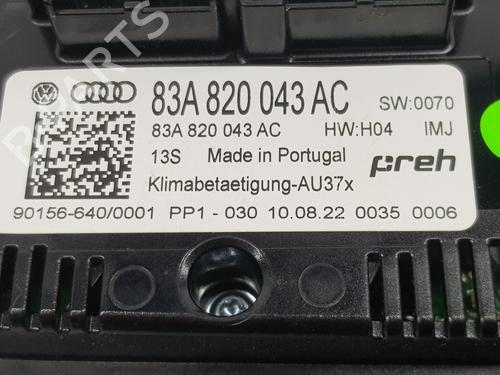 83A 820 043 AC SW:0070
83A 820 043 AC HW:H04 IMJ
13S Made in Portugal preh
Klimabetaetigung-AU37x
90156-640/0001 PP1 - 030 10.08.22 0035 0006
PARTS